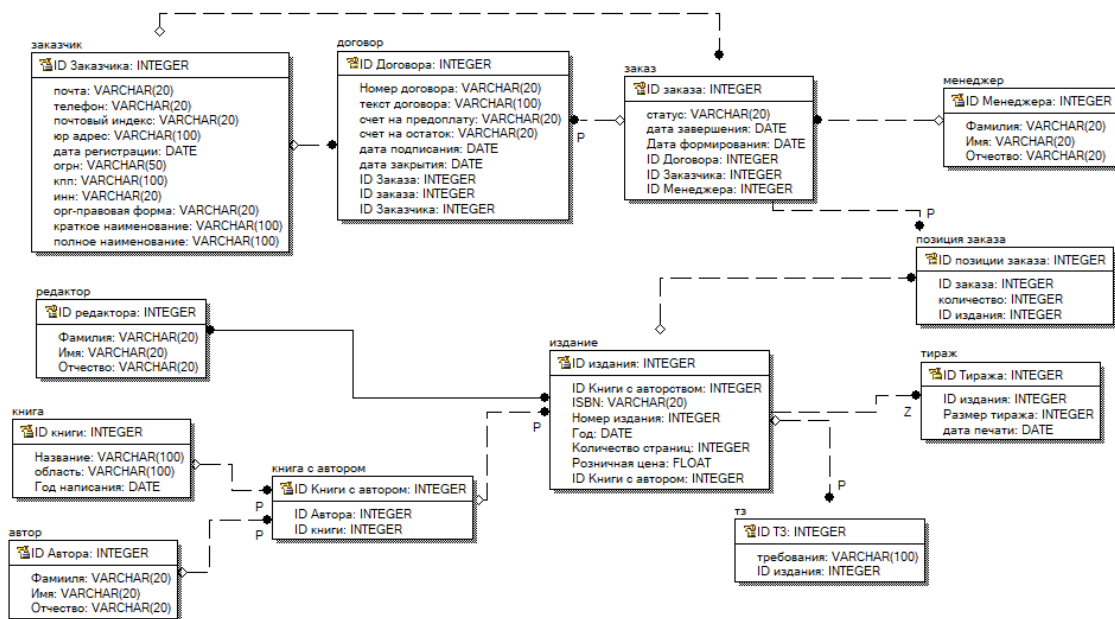 заказчик
ID Заказчика: INTEGER
почта: VARCHAR(20)
телефон: VARCHAR(20)
почтовый индекс: VARCHAR(20)
юр адрес: VARCHAR(100)
дата регистрации: DATE
огрн: VARCHAR(50)
кпп: VARCHAR(100)
инн: VARCHAR(20)
орг-правовая форма: VARCHAR(20)
краткое наименование: VARCHAR(100)
полное наименование: VARCHAR(100)
договор
ID Договора: INTEGER
Номер договора: VARCHAR(20)
текст договора: VARCHAR(100)
счет на предоплату: VARCHAR(20)
счет на остаток: VARCHAR(20)
дата подписания: DATE
дата закрытия: DATE
ID Заказа: INTEGER
ID заказа: INTEGER
ID Заказчика: INTEGER
P
заказ
ID заказа: INTEGER
статус: VARCHAR(20)
дата завершения: DATE
Дата формирования: DATE
ID Договора: INTEGER
ID Заказчика: INTEGER
ID Менеджера: INTEGER
менеджер
ID Менеджера: INTEGER
Фамилия: VARCHAR(20)
Имя: VARCHAR(20)
Отчество: VARCHAR(20)
P
позиция заказа
ID позиции заказа: INTEGER
ID заказа: INTEGER
количество: INTEGER
ID издания: INTEGER
редактор
ID редактора: INTEGER
Фамилия: VARCHAR(20)
Имя: VARCHAR(20)
Отчество: VARCHAR(20)
издание
ID издания: INTEGER
ID Книги с авторством: INTEGER
ISBN: VARCHAR(20)
Номер издания: INTEGER
Год: DATE
Количество страниц: INTEGER
Розничная цена: FLOAT
ID Книги с автором: INTEGER
P
тираж
ID Тиража: INTEGER
ID издания: INTEGER
Размер тиража: INTEGER
дата печати: DATE
Z
книга
ID книги: INTEGER
Название: VARCHAR(100)
область: VARCHAR(100)
Год написания: DATE
книга с автором
ID Книги с автором: INTEGER
ID Автора: INTEGER
ID книги: INTEGER
P
P
P
тз
ID ТЗ: INTEGER
требования: VARCHAR(100)
ID издания: INTEGER
автор
ID Автора: INTEGER
Фамииля: VARCHAR(20)
Имя: VARCHAR(20)
Отчество: VARCHAR(20)